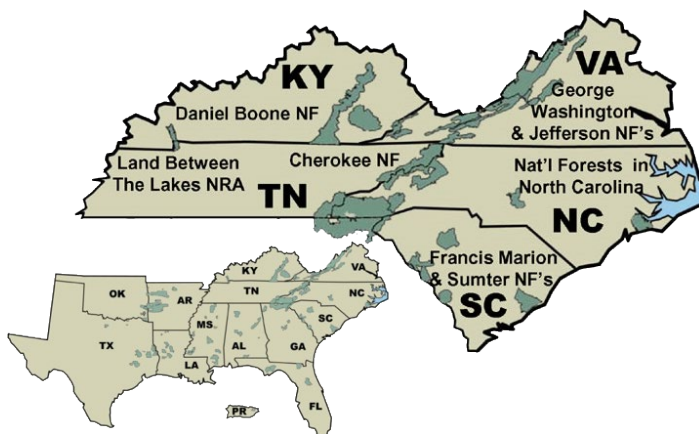 KY
Daniel Boone NF
VA
George
Washington
& Jefferson NF's
Land Between
The Lakes NRA
Cherokee NF
TN
Nat'l Forests in
North Carolina
NC
Francis Marion
& Sumter NF's
SC
KY
VA
OK
AR
TN
NC
TX
MS
AL
GA
SC
LA
FL
PR